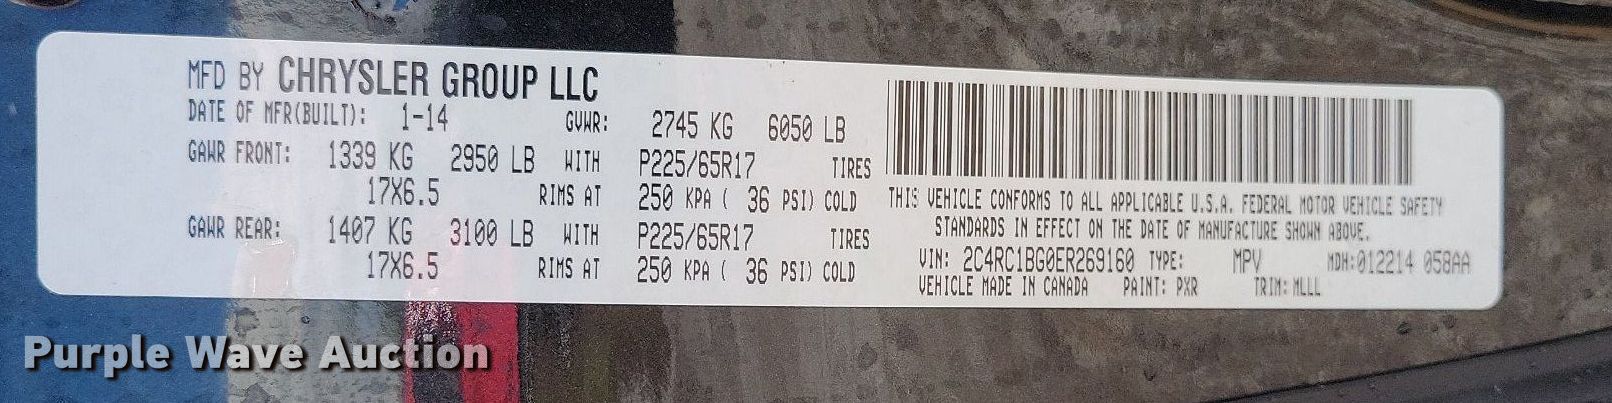 MFD BY CHRYSLER GROUP LLC
DATE OF MFR(BUILT): 1-14 GVWR: 2745 KG 6050 LB
GAWR FRONT: 1339 KG 2950 LB WITH P225/65R17 TIRES
17X6.5 RIMS AT 250 KPA ( 36 PSI) COLD
GAWR REAR: 1407 KG 3100 LB WITH P225/65R17 TIRES
17X6.5 RIMS AT 250 KPA ( 36 PSI) COLD
THIS VEHICLE CONFORMS TO ALL APPLICABLE U.S.A. FEDERAL MOTOR VEHICLE SAFETY
STANDARDS IN EFFECT ON THE DATE OF MANUFACTURE SHOWN ABOVE.
VIN: 2C4RC1BG0ER269160 TYPE: MPV MDH:012214 058AA
VEHICLE MADE IN CANADA PAINT: PXR TRIM: MLLL
Purple Wave Auction